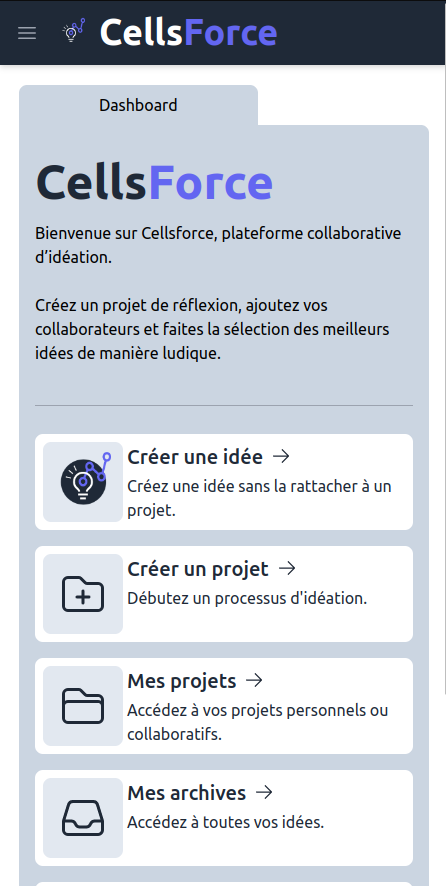 CellsForce
Dashboard
CellsForce
Bienvenue sur Cellsforce, plateforme collaborative
d’idéation.
Créez un projet de réflexion, ajoutez vos
collaborateurs et faites la sélection des meilleurs
idées de manière ludique.
Créer une idée →
Créez une idée sans la rattacher à un
projet.
Créer un projet →
Débutez un processus d'idéation.
Mes projets →
Accédez à vos projets personnels ou
collaboratifs.
Mes archives →
Accédez à toutes vos idées.